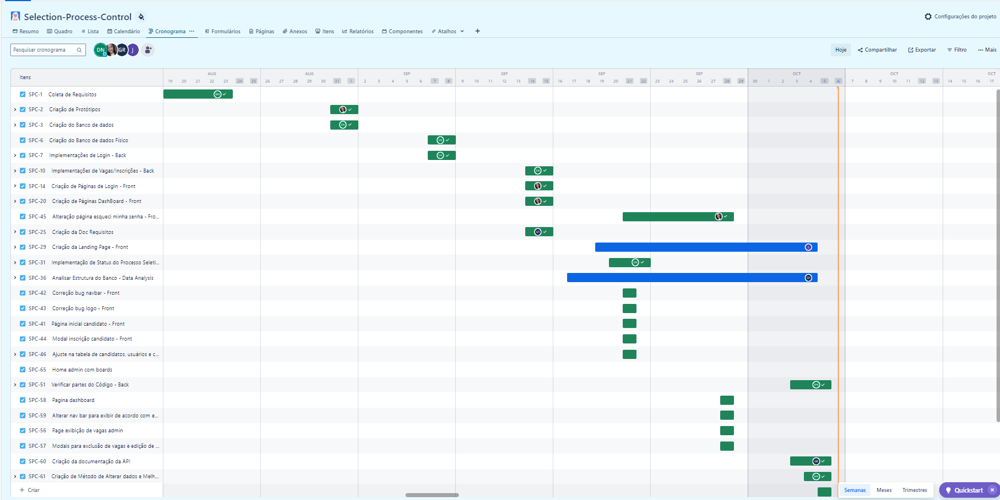 Selection-Process-Control
Configurações do projeto
Resumo Quadro Lista Calendário Cronograma Formulários Páginas Anexos Itens Relatórios Componentes Atalhos
Pesquisar cronograma DN D GR J Hoje Compartilhar Exportar Filtro Mais
Itens
AUG AUG SEP SEP SEP SEP OCT OCT OCT
19 20 21 22 23 24 25 26 27 28 29 30 31 1 2 3 4 5 6 7 8 9 10 11 12 13 14 15 16 17 18 19 20 21 22 23 24 25 26 27 28 29 30 1 2 3 4 5 6 7 8 9 10 11 12 13 14 15 16 17
SPC-1 Coleta de Requisitos DN
SPC-2 Criação de Protótipos
SPC-3 Criação do Banco de dados DN
SPC-6 Criação do Banco de dados Físico DN
SPC-7 Implementações de Login - Back DN
SPC-10 Implementações de Vagas/Inscrições - Back DN
SPC-14 Criação de Páginas de Login - Front
SPC-20 Criação de Páginas DashBoard - Front
SPC-45 Alteração página esqueci minha senha - Fro...
SPC-25 Criação da Doc Requisitos GR
SPC-29 Criação da Landing Page - Front J
SPC-31 Implementação de Status do Processo Seleti... DN
SPC-36 Analisar Estrutura do Banco - Data Analysis GR
SPC-42 Correção bug navbar - Front
SPC-43 Correção bug logo - Front
SPC-41 Página inicial candidato - Front
SPC-44 Modal inscrição candidato - Front
SPC-46 Ajuste na tabela de candidatos, usuários e c...
SPC-65 Home admin com boards
SPC-51 Verificar partes do Código - Back DN
SPC-58 Pagina dashboard
SPC-59 Alterar nav bar para exibir de acordo com e...
SPC-56 Page exibição de vagas admin
SPC-57 Modais para exclusão de vagas e edição de ...
SPC-60 Criação da documentação da API GR
SPC-61 Criação de Método de Alterar dados e Melh... DN
Criar
Semanas Meses Trimestres Quickstart